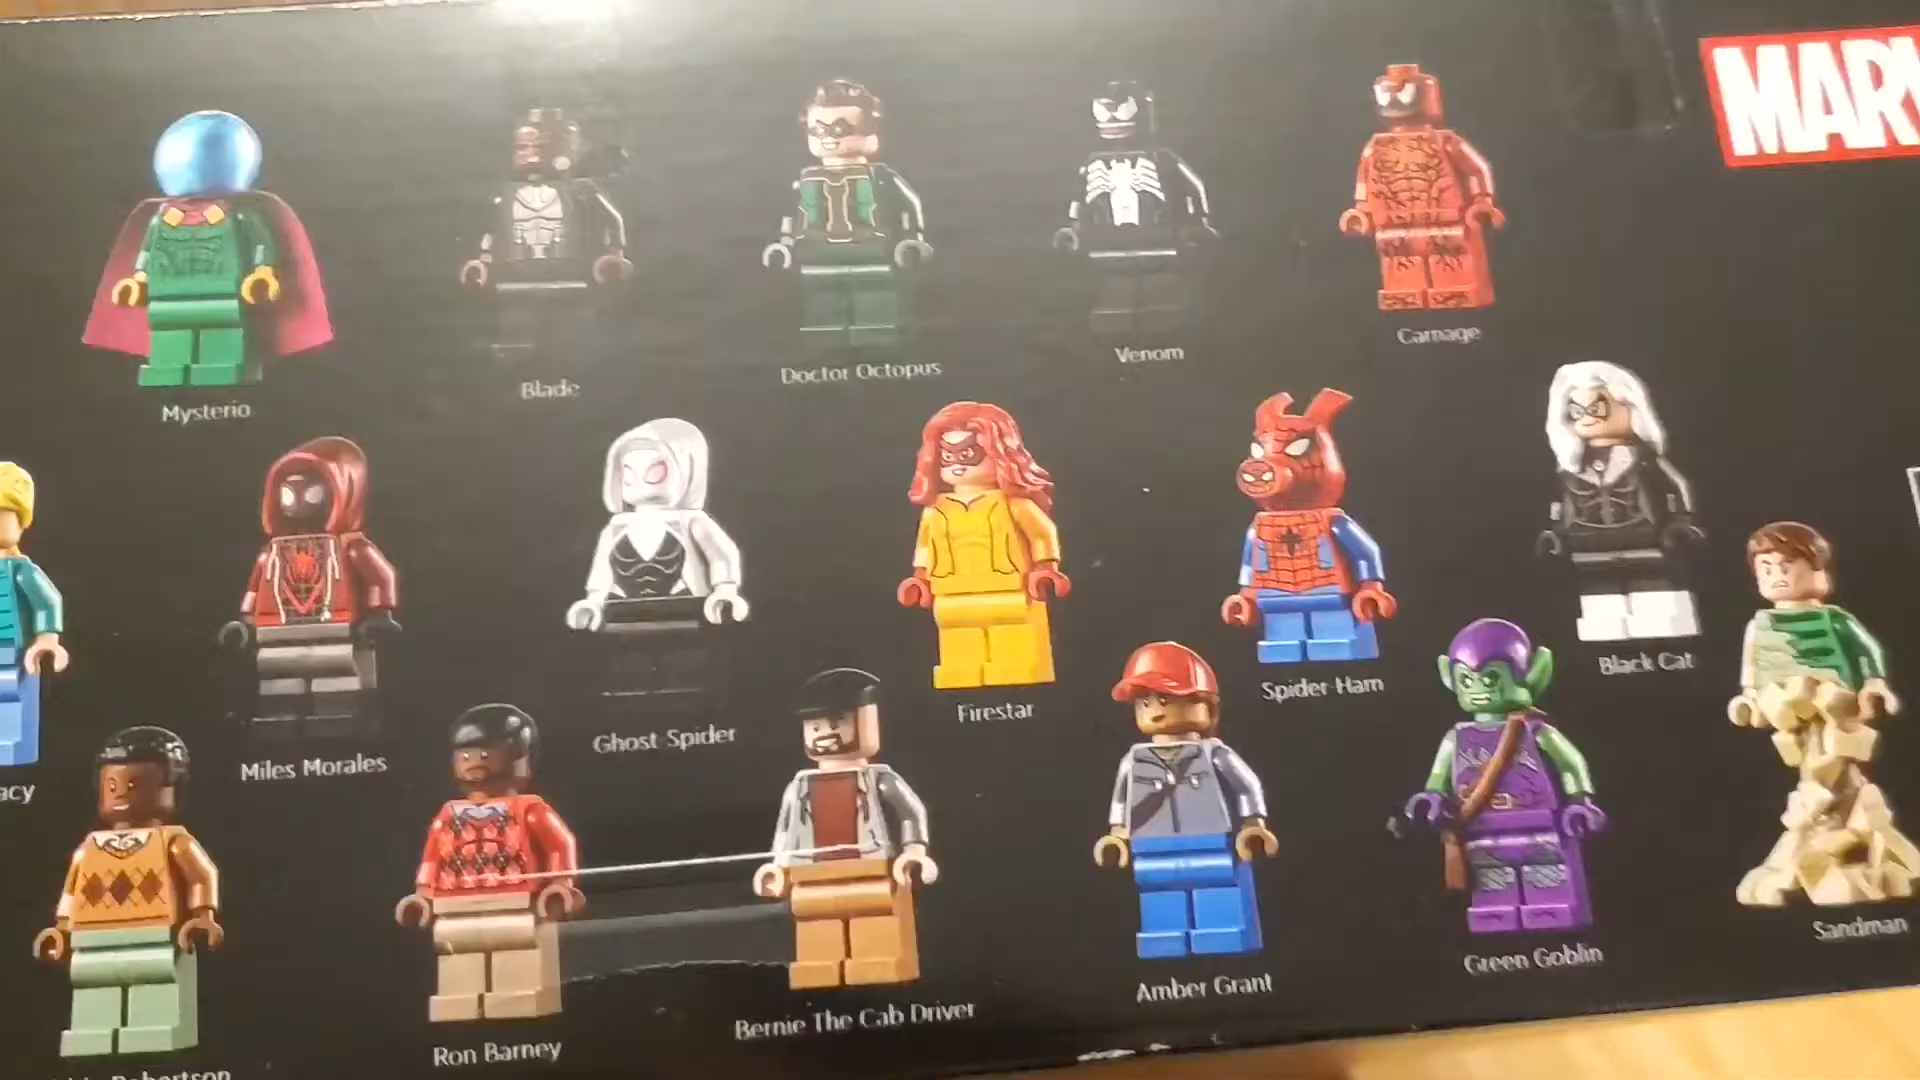 MARV
Mysterio
Blade
Doctor Octopus
Venom
Carnage
acy
Miles Morales
Ghost-Spider
Firestar
Spider-Ham
Black Cat
Robertson
Ron Barney
Bernie The Cab Driver
Amber Grant
Green Goblin
Sandman